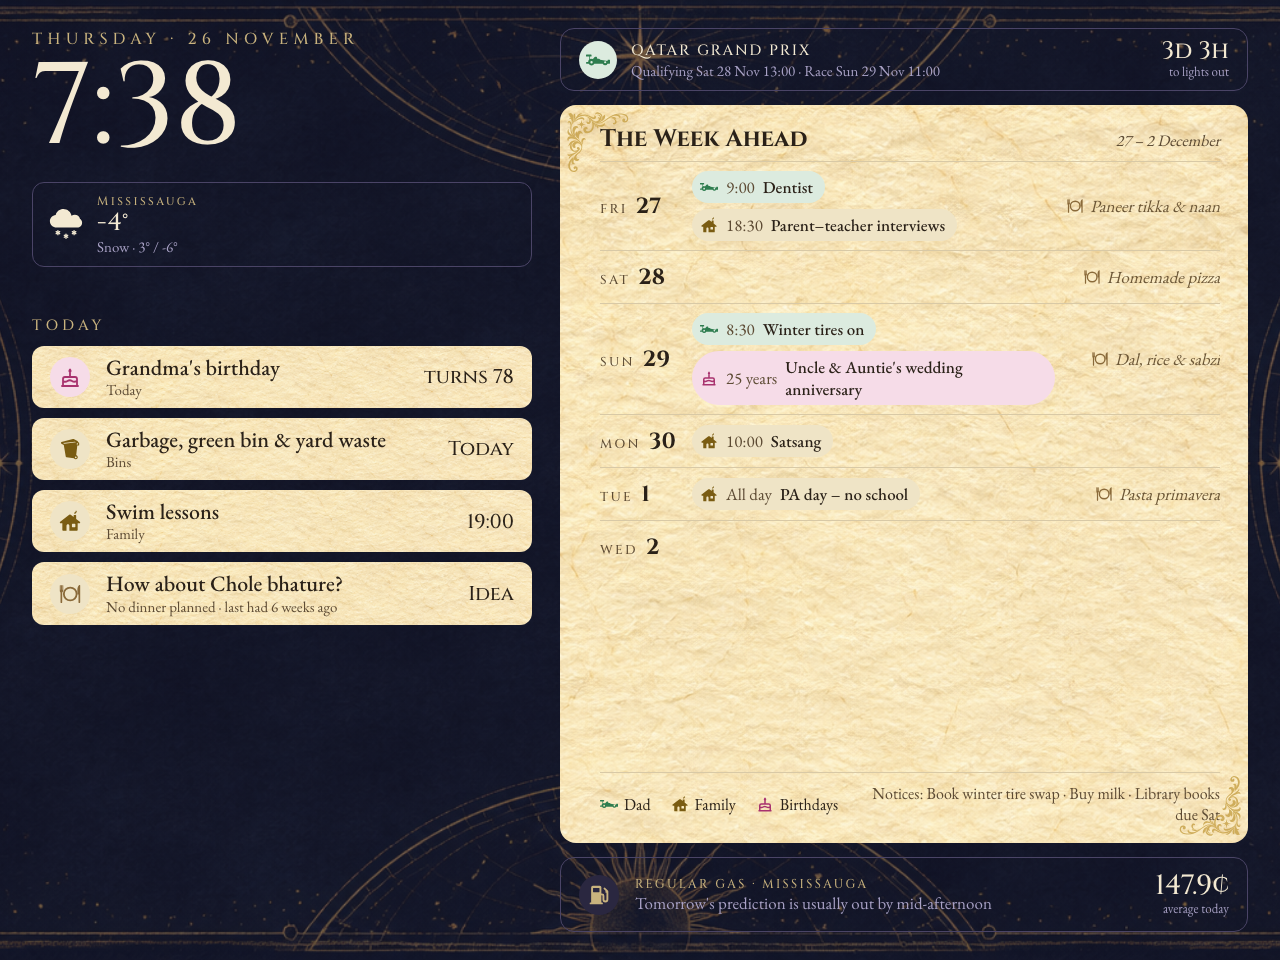 THURSDAY · 26 NOVEMBER
7:38
MISSISSAUGA
-4°
Snow · 3° / -6°
TODAY
Grandma's birthday
Today
TURNS 78
Garbage, green bin & yard waste
Bins
TODAY
Swim lessons
Family
19:00
How about Chole bhature?
No dinner planned · last had 6 weeks ago
IDEA
QATAR GRAND PRIX
Qualifying Sat 28 Nov 13:00 · Race Sun 29 Nov 11:00
3D 3H
to lights out
THE WEEK AHEAD
27 – 2 December
FRI 27
9:00 Dentist
18:30 Parent–teacher interviews
Paneer tikka & naan
SAT 28
Homemade pizza
SUN 29
8:30 Winter tires on
25 years Uncle & Auntie's wedding
anniversary
Dal, rice & sabzi
MON 30
10:00 Satsang
TUE 1
All day PA day – no school
Pasta primavera
WED 2
Dad
Family
Birthdays
Notices: Book winter tire swap · Buy milk · Library books
due Sat
REGULAR GAS · MISSISSAUGA
Tomorrow's prediction is usually out by mid-afternoon
147.9¢
average today